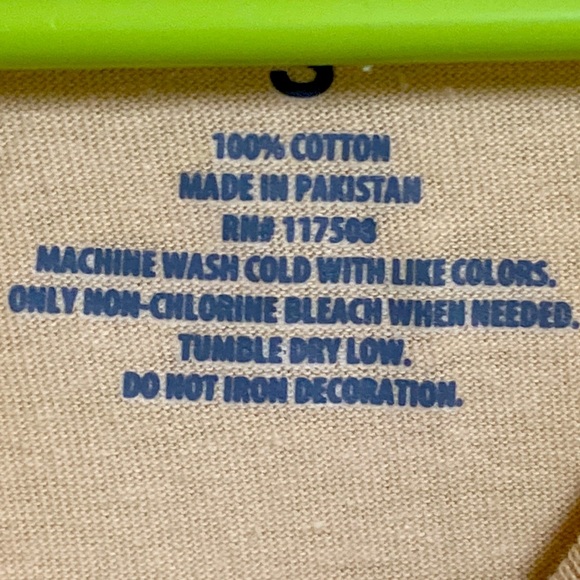 100% COTTON
MADE IN PAKISTAN
RN# 117508
MACHINE WASH COLD WITH LIKE COLORS.
ONLY NON-CHLORINE BLEACH WHEN NEEDED.
TUMBLE DRY LOW.
DO NOT IRON DECORATION.